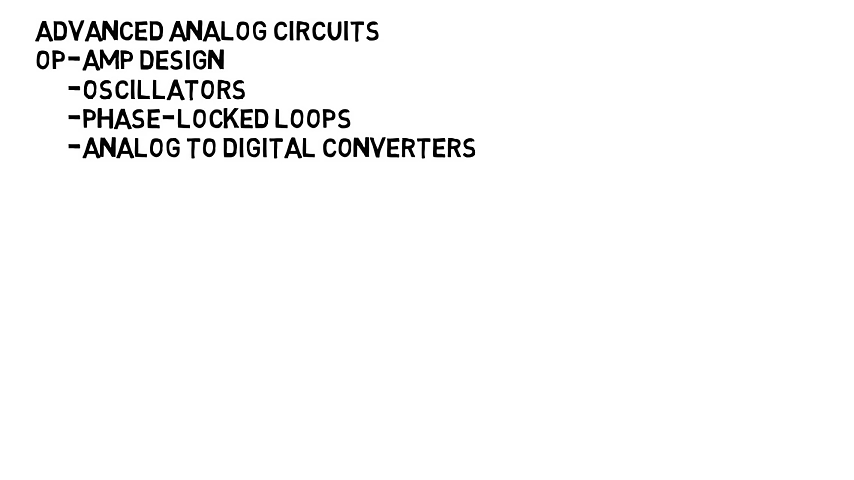 ADVANCED ANALOG CIRCUITS
OP-AMP DESIGN
-OSCILLATORS
-PHASE-LOCKED LOOPS
-ANALOG TO DIGITAL CONVERTERS